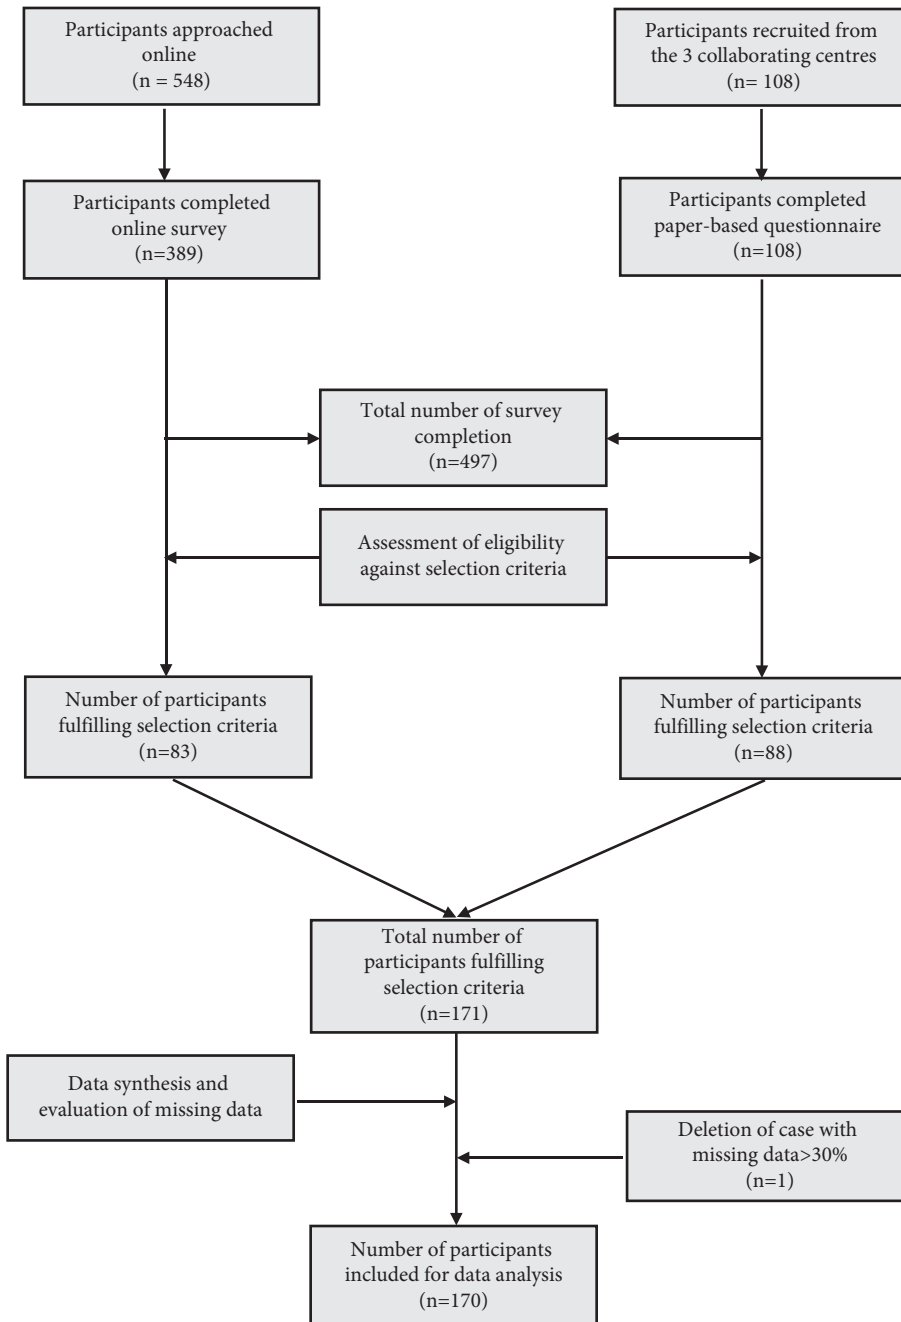 Participants approached
online
(n = 548)
Participants recruited from
the 3 collaborating centres
(n= 108)
Participants completed
online survey
(n=389)
Participants completed
paper-based questionnaire
(n=108)
Total number of survey
completion
(n=497)
Assessment of eligibility
against selection criteria
Number of participants
fulfilling selection criteria
(n=83)
Number of participants
fulfilling selection criteria
(n=88)
Total number of
participants fulfilling
selection criteria
(n=171)
Data synthesis and
evaluation of missing data
Deletion of case with
missing data>30%
(n=1)
Number of participants
included for data analysis
(n=170)